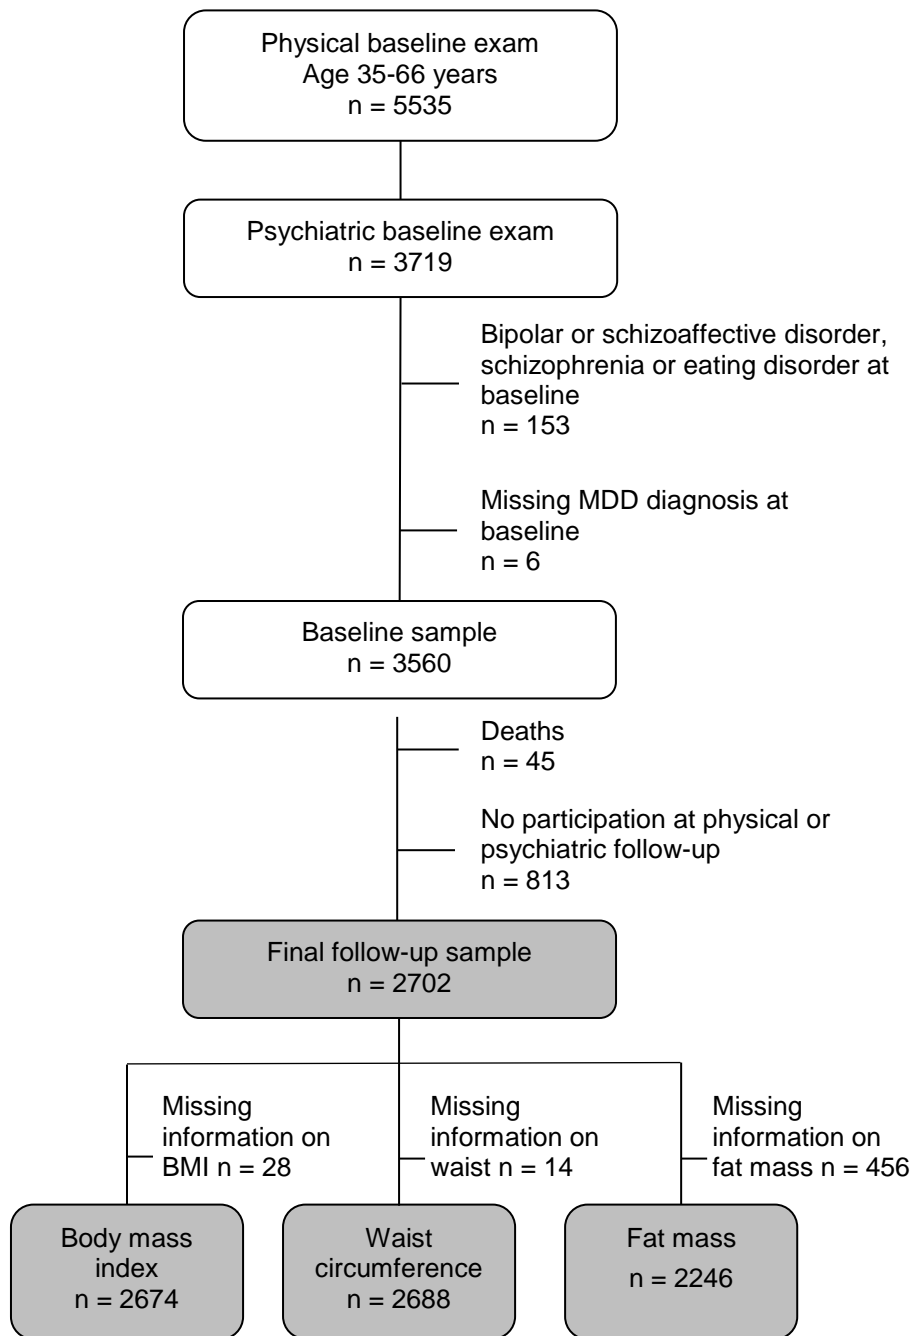 Physical baseline exam
Age 35-66 years
n = 5535
Psychiatric baseline exam
n = 3719
Bipolar or schizoaffective disorder,
schizophrenia or eating disorder at
baseline
n = 153
Missing MDD diagnosis at
baseline
n = 6
Baseline sample
n = 3560
Deaths
n = 45
No participation at physical or
psychiatric follow-up
n = 813
Final follow-up sample
n = 2702
Missing
information on
BMI n = 28
Missing
information on
waist n = 14
Missing
information on
fat mass n = 456
Body mass
index
n = 2674
Waist
circumference
n = 2688
Fat mass
n = 2246